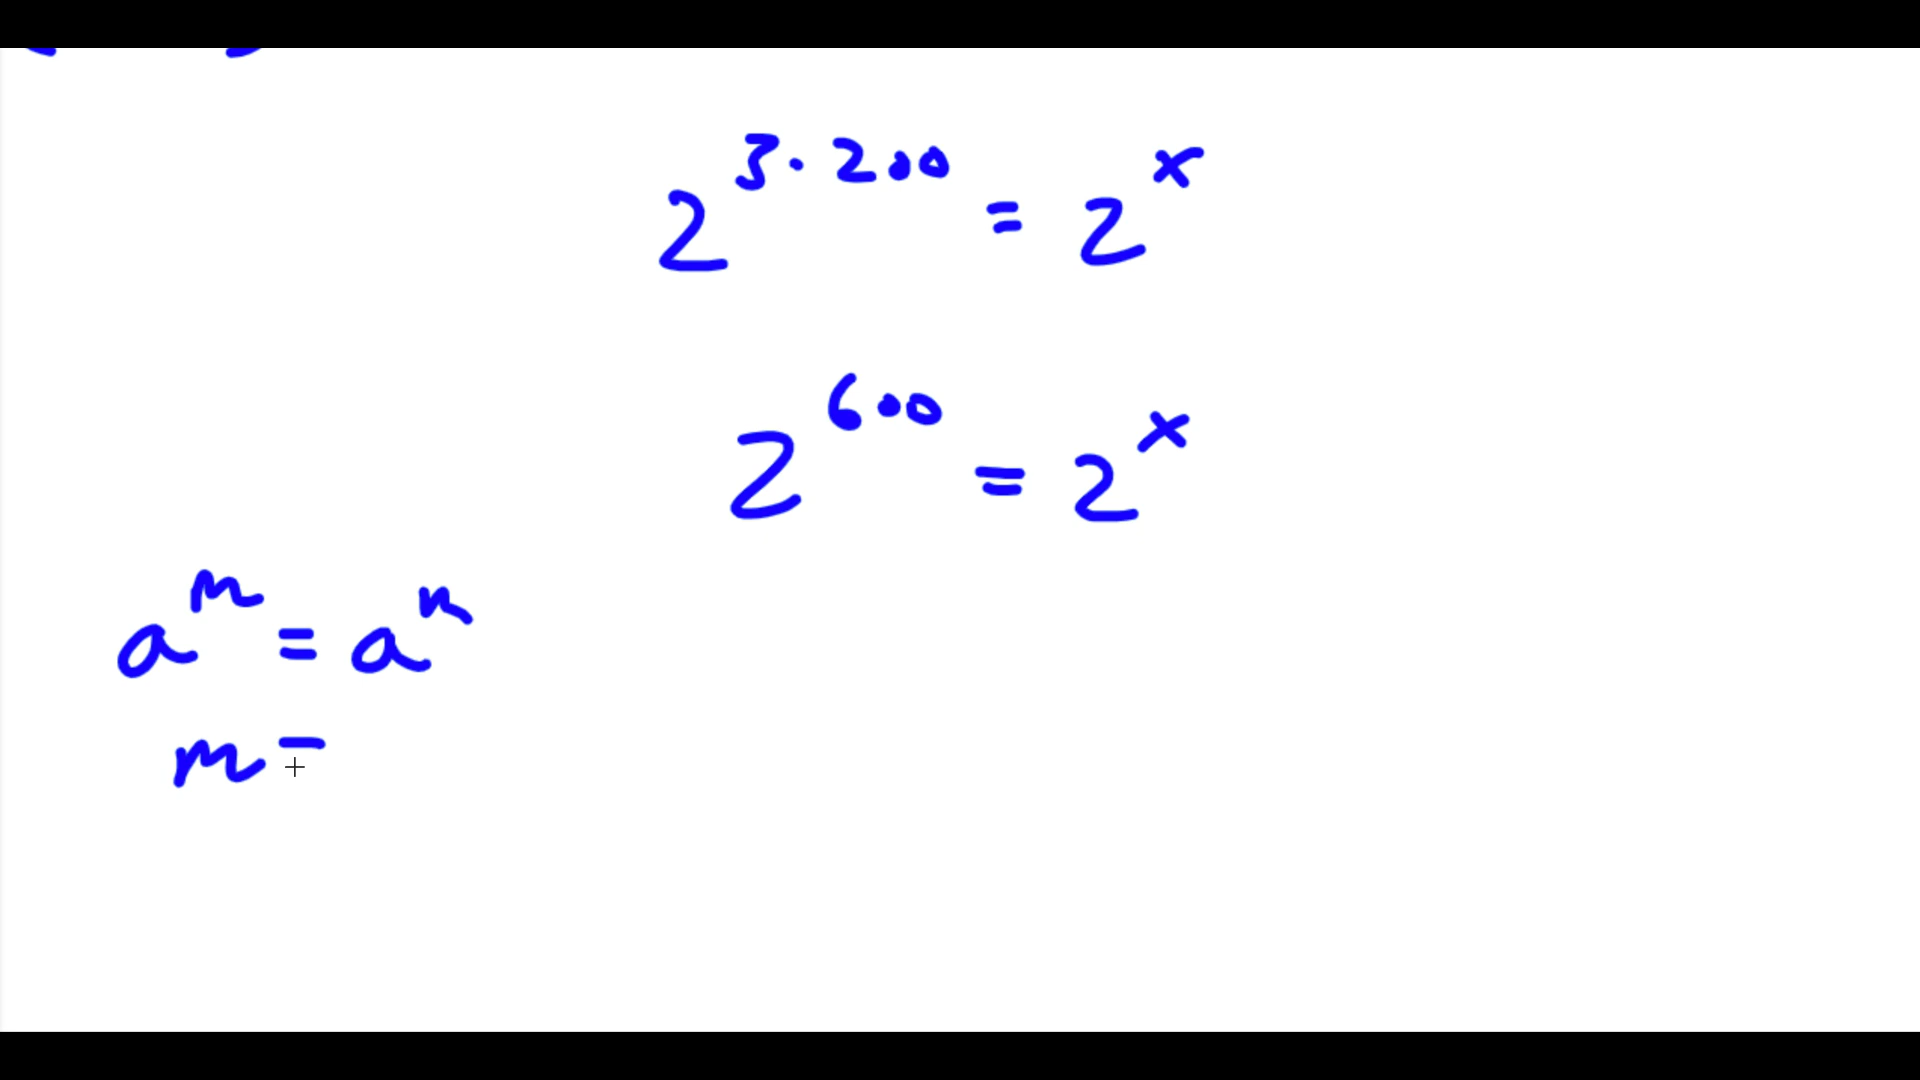 2^{3·200} = 2^x
2^{600} = 2^x
a^m = a^n
m